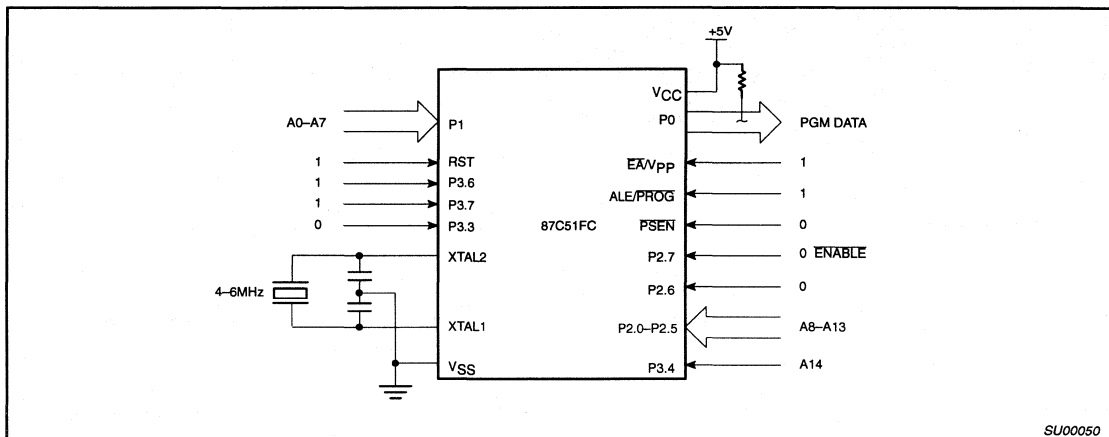 +5V
VCC
A0–A7
P1
P0
PGM DATA
1
RST
EA/VPP
1
1
P3.6
ALE/PROG
1
1
P3.7
0
P3.3
87C51FC
PSEN
0
XTAL2
P2.7
0 ENABLE
4–6MHz
P2.6
0
XTAL1
P2.0–P2.5
A8–A13
VSS
P3.4
A14
SU00050